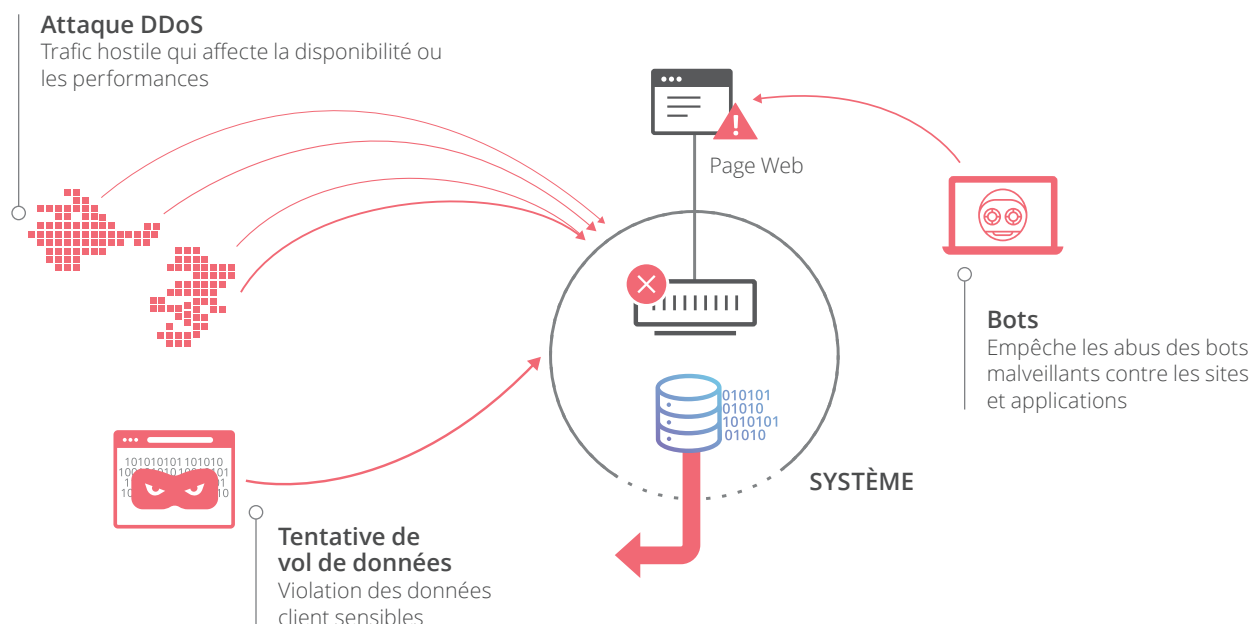 Attaque DDoS
Trafic hostile qui affecte la disponibilité ou
les performances
Page Web
Bots
Empêche les abus des bots
malveillants contre les sites
et applications
010101
01010
1010101
01010
SYSTÈME
101010101 101010
Tentative de
vol de données
Violation des données
client sensibles